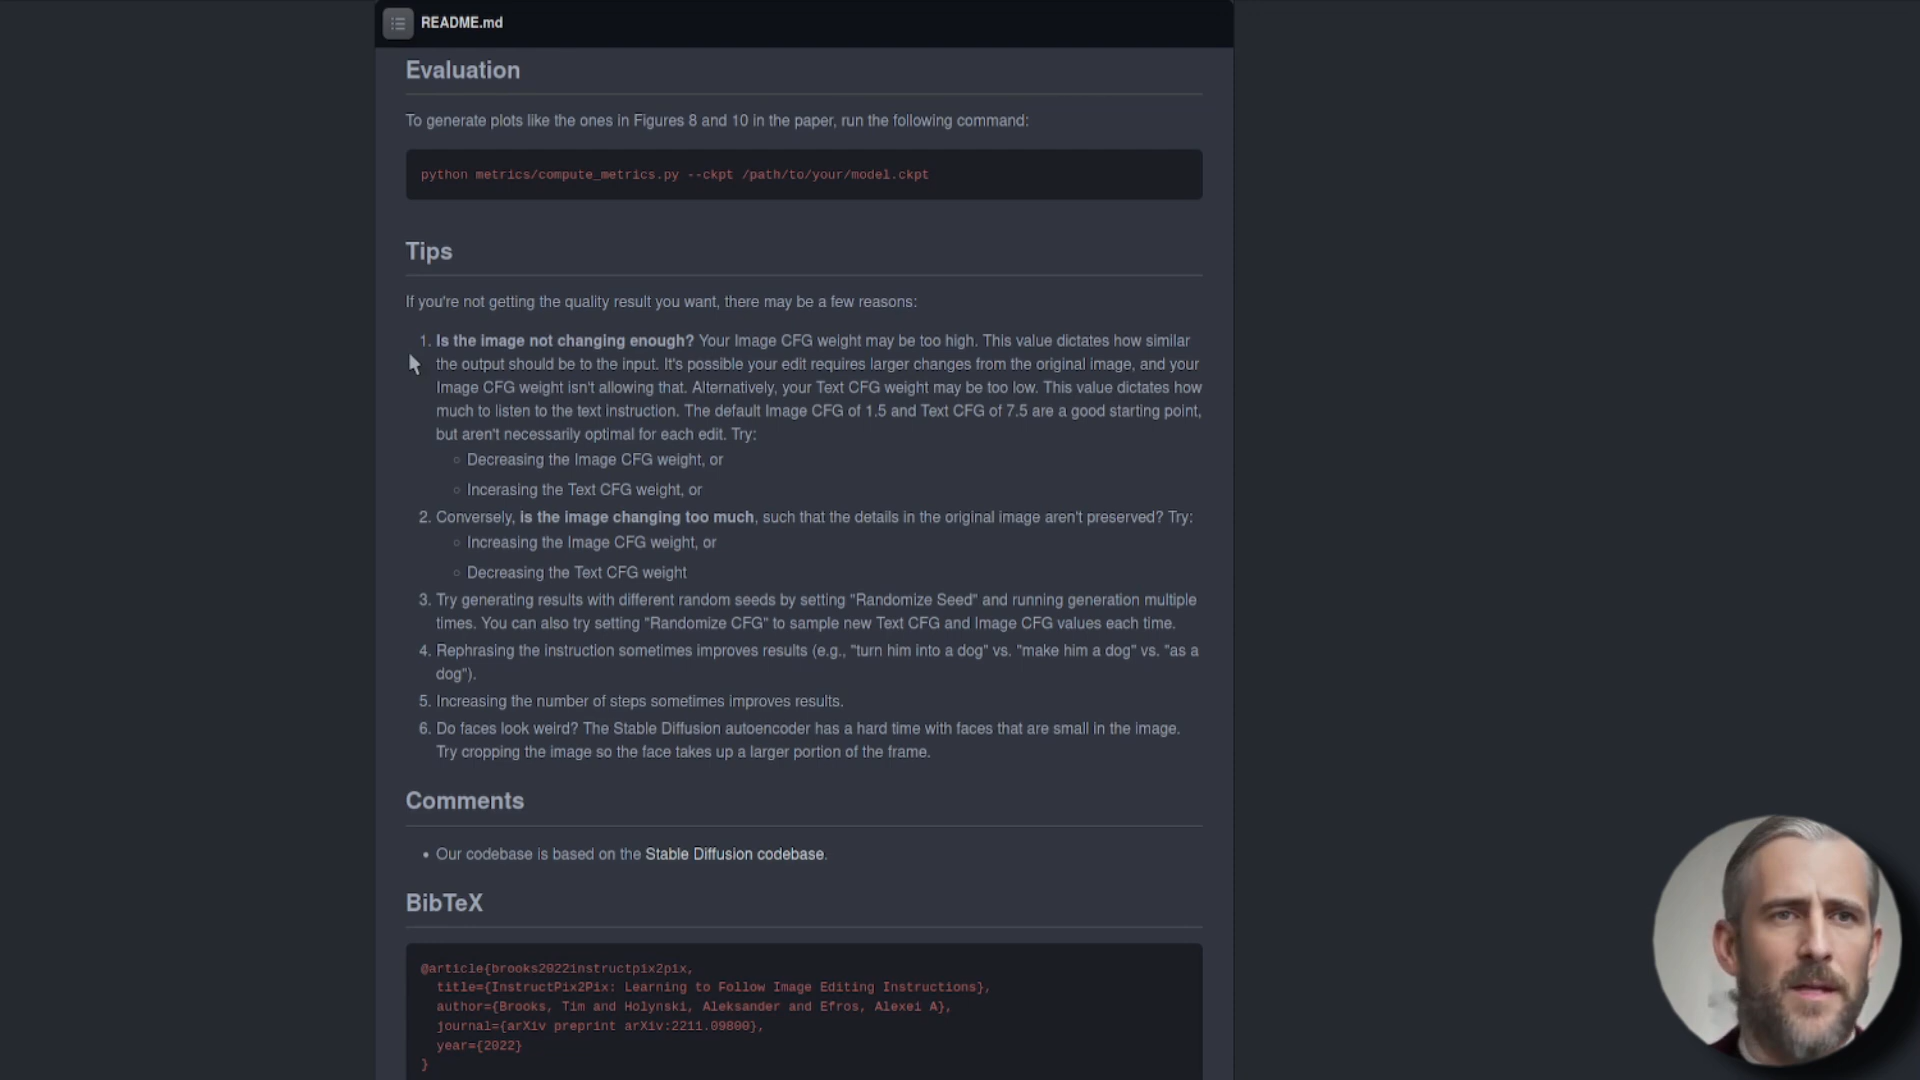 README.md
Evaluation
To generate plots like the ones in Figures 8 and 10 in the paper, run the following command:
python metrics/compute_metrics.py --ckpt /path/to/your/model.ckpt
Tips
If you're not getting the quality result you want, there may be a few reasons:
1. Is the image not changing enough? Your Image CFG weight may be too high. This value dictates how similar
the output should be to the input. It's possible your edit requires larger changes from the original image, and your
Image CFG weight isn't allowing that. Alternatively, your Text CFG weight may be too low. This value dictates how
much to listen to the text instruction. The default Image CFG of 1.5 and Text CFG of 7.5 are a good starting point,
but aren't necessarily optimal for each edit. Try:
◦ Decreasing the Image CFG weight, or
◦ Incerasing the Text CFG weight, or
2. Conversely, is the image changing too much, such that the details in the original image aren't preserved? Try:
◦ Increasing the Image CFG weight, or
◦ Decreasing the Text CFG weight
3. Try generating results with different random seeds by setting "Randomize Seed" and running generation multiple
times. You can also try setting "Randomize CFG" to sample new Text CFG and Image CFG values each time.
4. Rephrasing the instruction sometimes improves results (e.g., "turn him into a dog" vs. "make him a dog" vs. "as a
dog").
5. Increasing the number of steps sometimes improves results.
6. Do faces look weird? The Stable Diffusion autoencoder has a hard time with faces that are small in the image.
Try cropping the image so the face takes up a larger portion of the frame.
Comments
• Our codebase is based on the Stable Diffusion codebase.
BibTeX
@article{brooks2022instructpix2pix,
title={InstructPix2Pix: Learning to Follow Image Editing Instructions},
author={Brooks, Tim and Holynski, Aleksander and Efros, Alexei A},
journal={arXiv preprint arXiv:2211.09800},
year={2022}
}